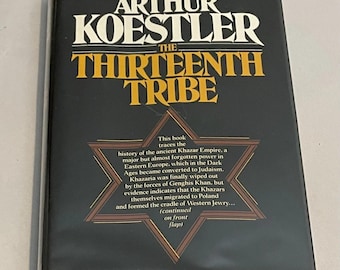 ARTHUR
KOESTLER
THE
THIRTEENTH
TRIBE
This book
traces the
history of the ancient Khazar Empire, a
major but almost forgotten power in
Eastern Europe, which in the Dark
Ages became converted to Judaism.
Khazaria was finally wiped out
by the forces of Genghis Khan, but
evidence indicates that the Khazars
themselves migrated to Poland
and formed the cradle of Western Jewry...
(continued
on front
flap)